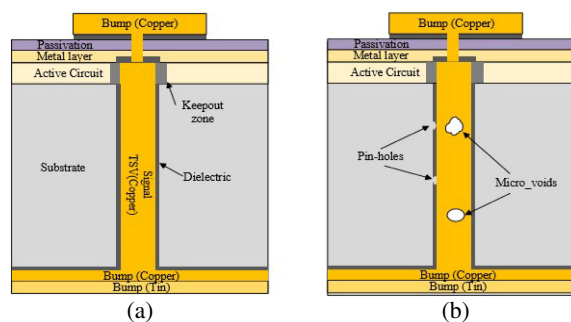 Bump (Copper)
Passivation
Metal layer
Active Circuit
Keepout
zone
Substrate
Signal
TSV(Copper)
Dielectric
Bump (Copper)
Bump (Tin)
(a)
Bump (Copper)
Passivation
Metal layer
Active Circuit
Pin-holes
Micro_voids
Bump (Copper)
Bump (Tin)
(b)